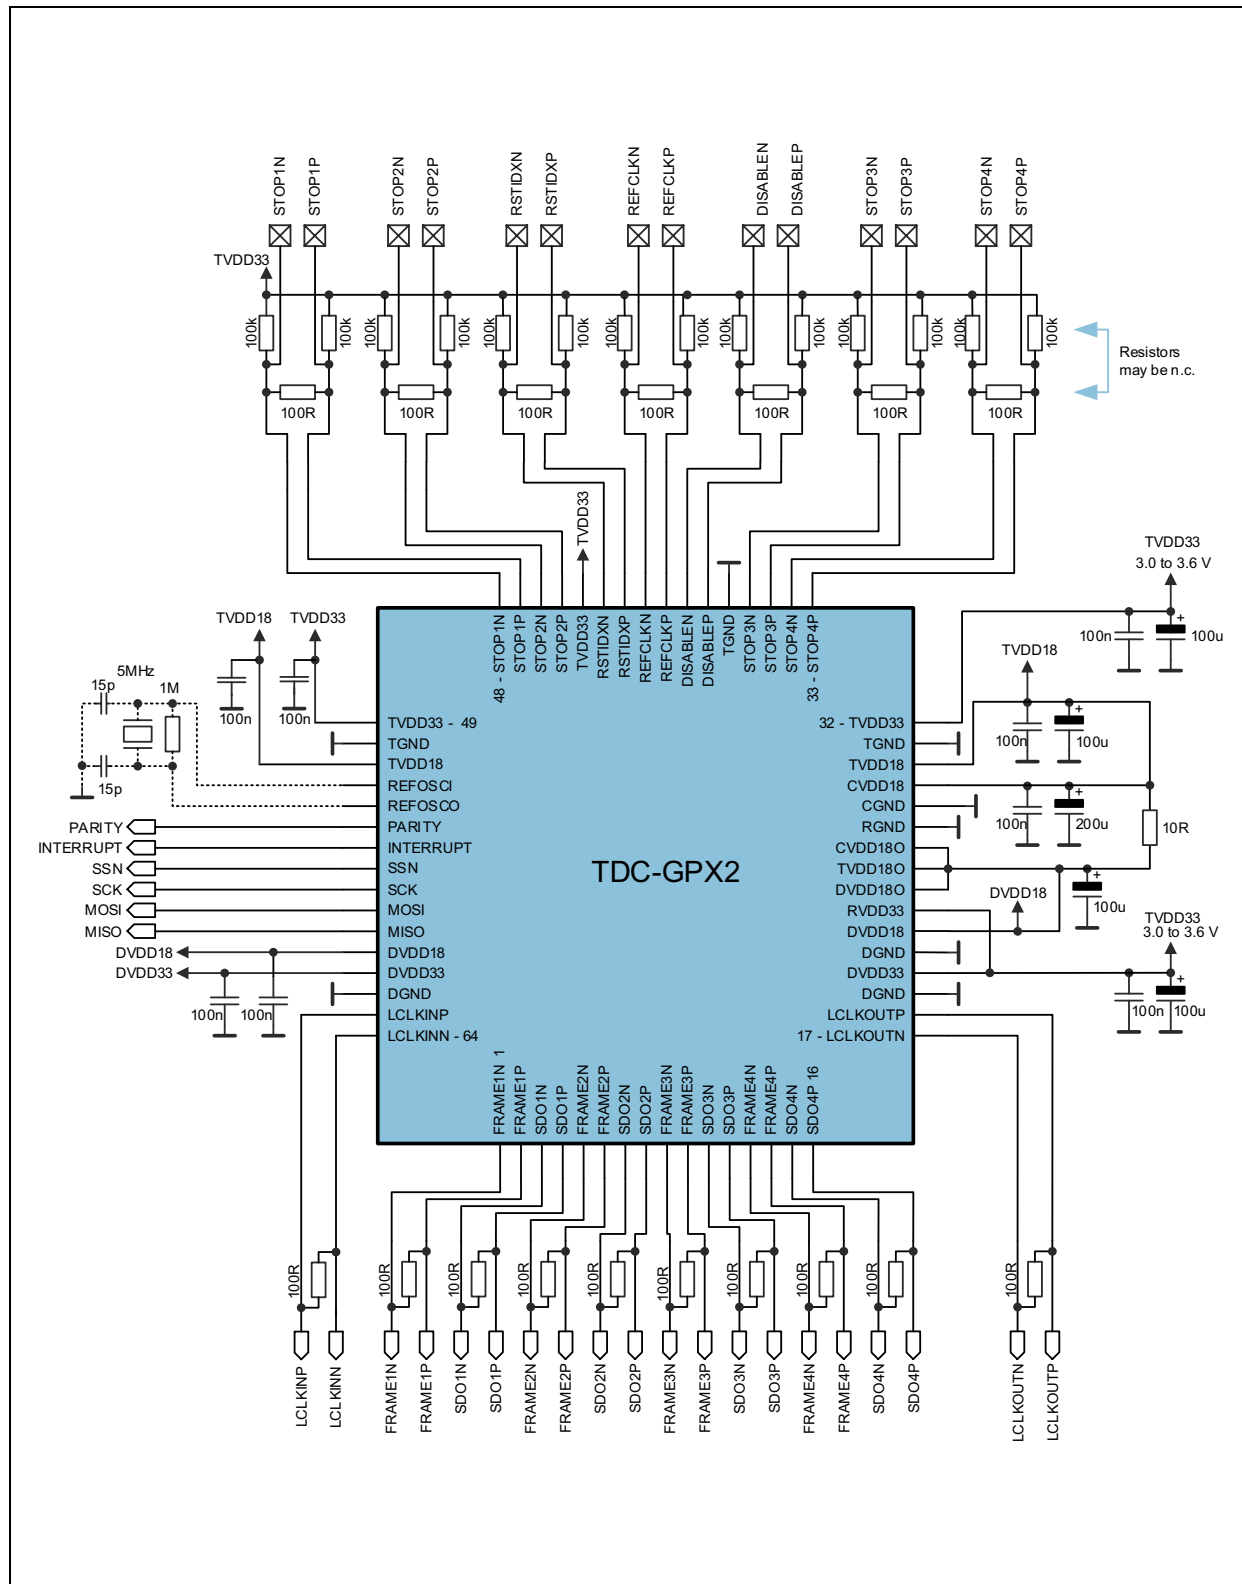 STOP1N
STOP1P
STOP2N
STOP2P
RSTIDXN
RSTIDXP
REFCLKN
REFCLKP
DISABLEN
DISABLEP
STOP3N
STOP3P
STOP4N
STOP4P
TVDD33
100k
100k
100k
100k
100k
100k
100k
100k
100k
100k
100k
100k
100k
100k
Resistors
may be n.c.
100R
100R
100R
100R
100R
100R
100R
TVDD33
TVDD33
3.0 to 3.6 V
100n
100u
TVDD18
TVDD33
100n
100n
5MHz
15p
1M
15p
48 - STOP1N
STOP1P
STOP2N
STOP2P
TVDD33
RSTIDXN
RSTIDXP
REFCLKN
REFCLKP
DISABLEN
DISABLEP
TGND
STOP3N
STOP3P
STOP4N
33 - STOP4P
TVDD18
100n
100u
TVDD33 - 49
TGND
TVDD18
REFOSCI
REFOSCO
PARITY
INTERRUPT
SSN
SCK
MOSI
MISO
DVDD18
DVDD33
DGND
LCLKINP
LCLKINN - 64
PARITY
INTERRUPT
SSN
SCK
MOSI
MISO
DVDD18
DVDD33
100n
100n
TDC-GPX2
32 - TVDD33
TGND
TVDD18
CVDD18
CGND
RGND
CVDD18O
TVDD18O
DVDD18O
RVDD33
DVDD18
DGND
DVDD33
DGND
LCLKOUTP
17 - LCLKOUTN
100n
200u
10R
DVDD18
100u
TVDD33
3.0 to 3.6 V
100n
100u
FRAME1N 1
FRAME1P
SDO1N
SDO1P
FRAME2N
FRAME2P
SDO2N
SDO2P
FRAME3N
FRAME3P
SDO3N
SDO3P
FRAME4N
FRAME4P
SDO4N
SDO4P 16
100R
100R
100R
100R
100R
100R
100R
100R
100R
100R
LCLKINP
LCLKINN
FRAME1N
FRAME1P
SDO1N
SDO1P
FRAME2N
FRAME2P
SDO2N
SDO2P
FRAME3N
FRAME3P
SDO3N
SDO3P
FRAME4N
FRAME4P
SDO4N
SDO4P
LCLKOUTN
LCLKOUTP